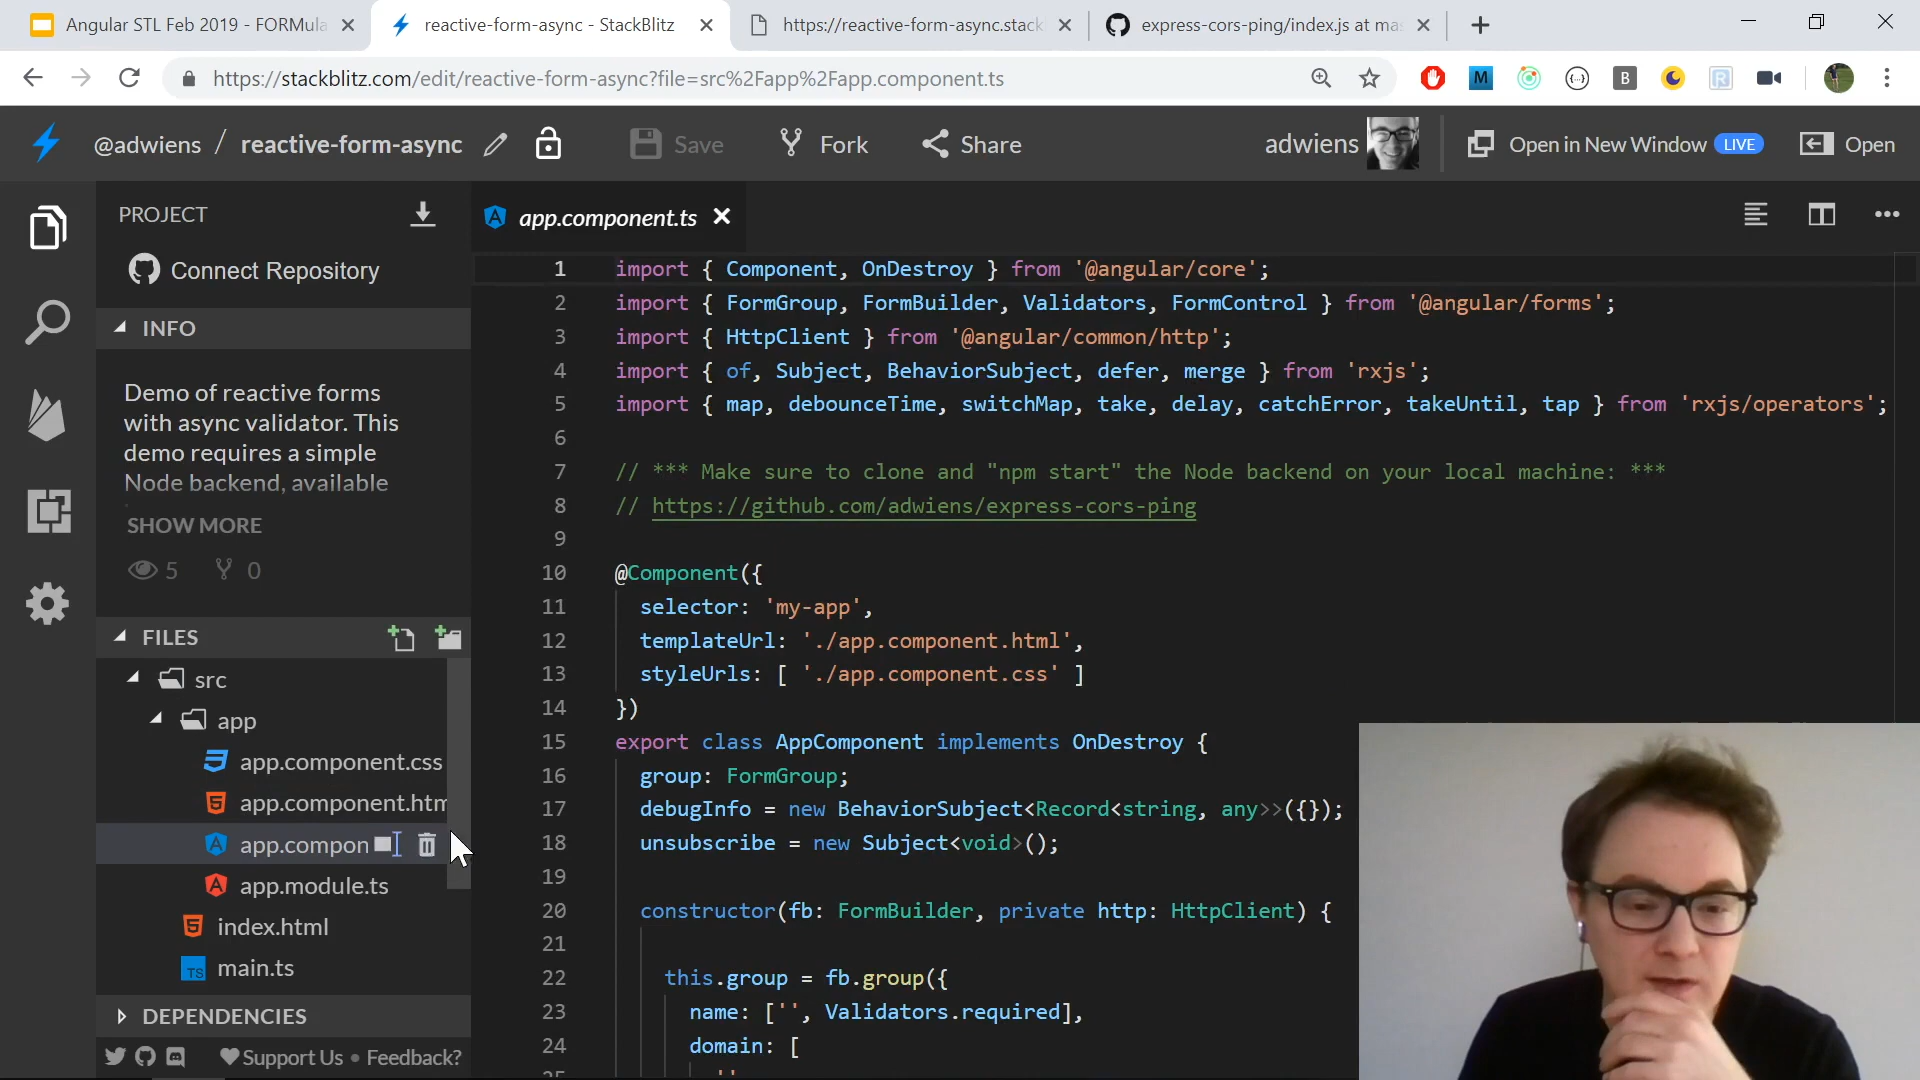 Angular STL Feb 2019 - FORMula
reactive-form-async - StackBlitz
https://reactive-form-async.stack
express-cors-ping/index.js at mas
https://stackblitz.com/edit/reactive-form-async?file=src%2Fapp%2Fapp.component.ts
M
B
@adwiens / reactive-form-async
Save
Fork
Share
adwiens
Open in New Window LIVE
Open
PROJECT
Connect Repository
INFO
Demo of reactive forms
with async validator. This
demo requires a simple
Node backend, available
SHOW MORE
5 0
FILES
src
app
app.component.css
app.component.htm
app.compon
app.module.ts
index.html
TS main.ts
DEPENDENCIES
Support Us • Feedback?
app.component.ts
1 import { Component, OnDestroy } from '@angular/core';
2 import { FormGroup, FormBuilder, Validators, FormControl } from '@angular/forms';
3 import { HttpClient } from '@angular/common/http';
4 import { of, Subject, BehaviorSubject, defer, merge } from 'rxjs';
5 import { map, debounceTime, switchMap, take, delay, catchError, takeUntil, tap } from 'rxjs/operators';
6
7 // *** Make sure to clone and "npm start" the Node backend on your local machine: ***
8 // https://github.com/adwiens/express-cors-ping
9
10 @Component({
11 selector: 'my-app',
12 templateUrl: './app.component.html',
13 styleUrls: [ './app.component.css' ]
14 })
15 export class AppComponent implements OnDestroy {
16 group: FormGroup;
17 debugInfo = new BehaviorSubject<Record<string, any>>({});
18 unsubscribe = new Subject<void>();
19
20 constructor(fb: FormBuilder, private http: HttpClient) {
21
22 this.group = fb.group({
23 name: ['', Validators.required],
24 domain: [
25 ''